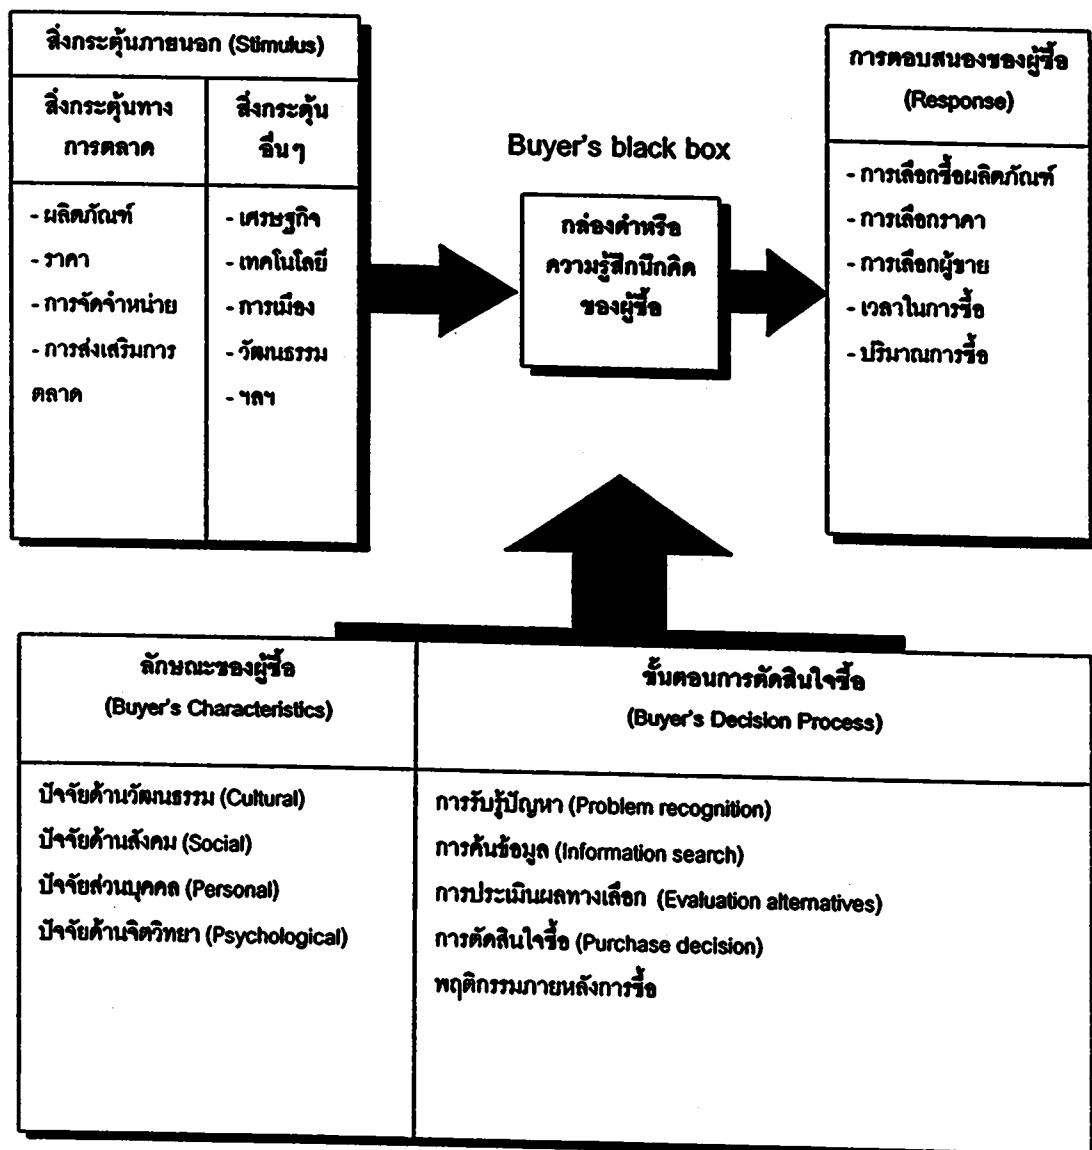 สิ่งกระตุ้นภายนอก (Stimulus)
สิ่งกระตุ้นทาง
การตลาด
สิ่งกระตุ้น
อื่นๆ
- ผลิตภัณฑ์
- ราคา
- การจัดจำหน่าย
- การส่งเสริมการ
ตลาด
- เศรษฐกิจ
- เทคโนโลยี
- การเมือง
- วัฒนธรรม
- ฯลฯ
Buyer's black box
กล่องดำหรือ
ความรู้สึกนึกคิด
ของผู้ซื้อ
การตอบสนองของผู้ซื้อ
(Response)
- การเลือกซื้อผลิตภัณฑ์
- การเลือกราคา
- การเลือกผู้ขาย
- เวลาในการซื้อ
- ปริมาณการซื้อ
ลักษณะของผู้ซื้อ
(Buyer's Characteristics)
ปัจจัยด้านวัฒนธรรม (Cultural)
ปัจจัยด้านสังคม (Social)
ปัจจัยส่วนบุคคล (Personal)
ปัจจัยด้านจิตวิทยา (Psychological)
ขั้นตอนการตัดสินใจซื้อ
(Buyer's Decision Process)
การรับรู้ปัญหา (Problem recognition)
การค้นข้อมูล (Information search)
การประเมินผลทางเลือก (Evaluation alternatives)
การตัดสินใจซื้อ (Purchase decision)
พฤติกรรมภายหลังการซื้อ